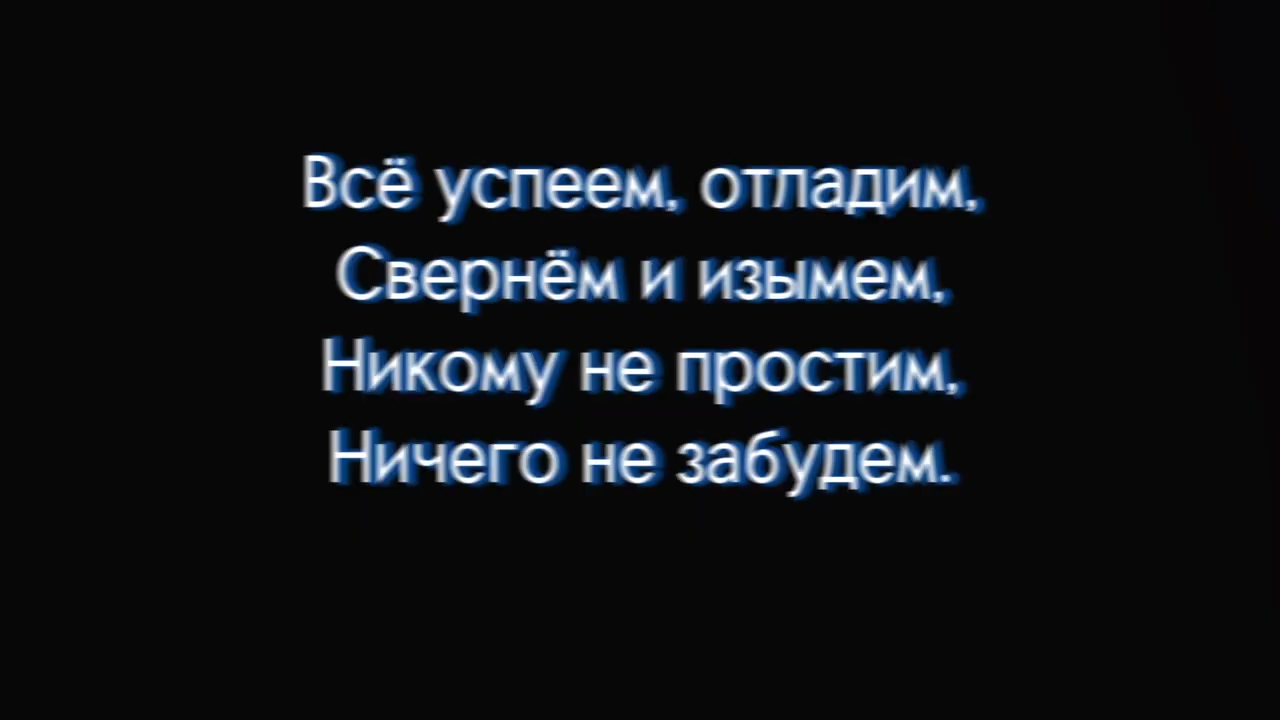 Всё успеем, отладим,
Свернём и изымем,
Никому не простим,
Ничего не забудем.